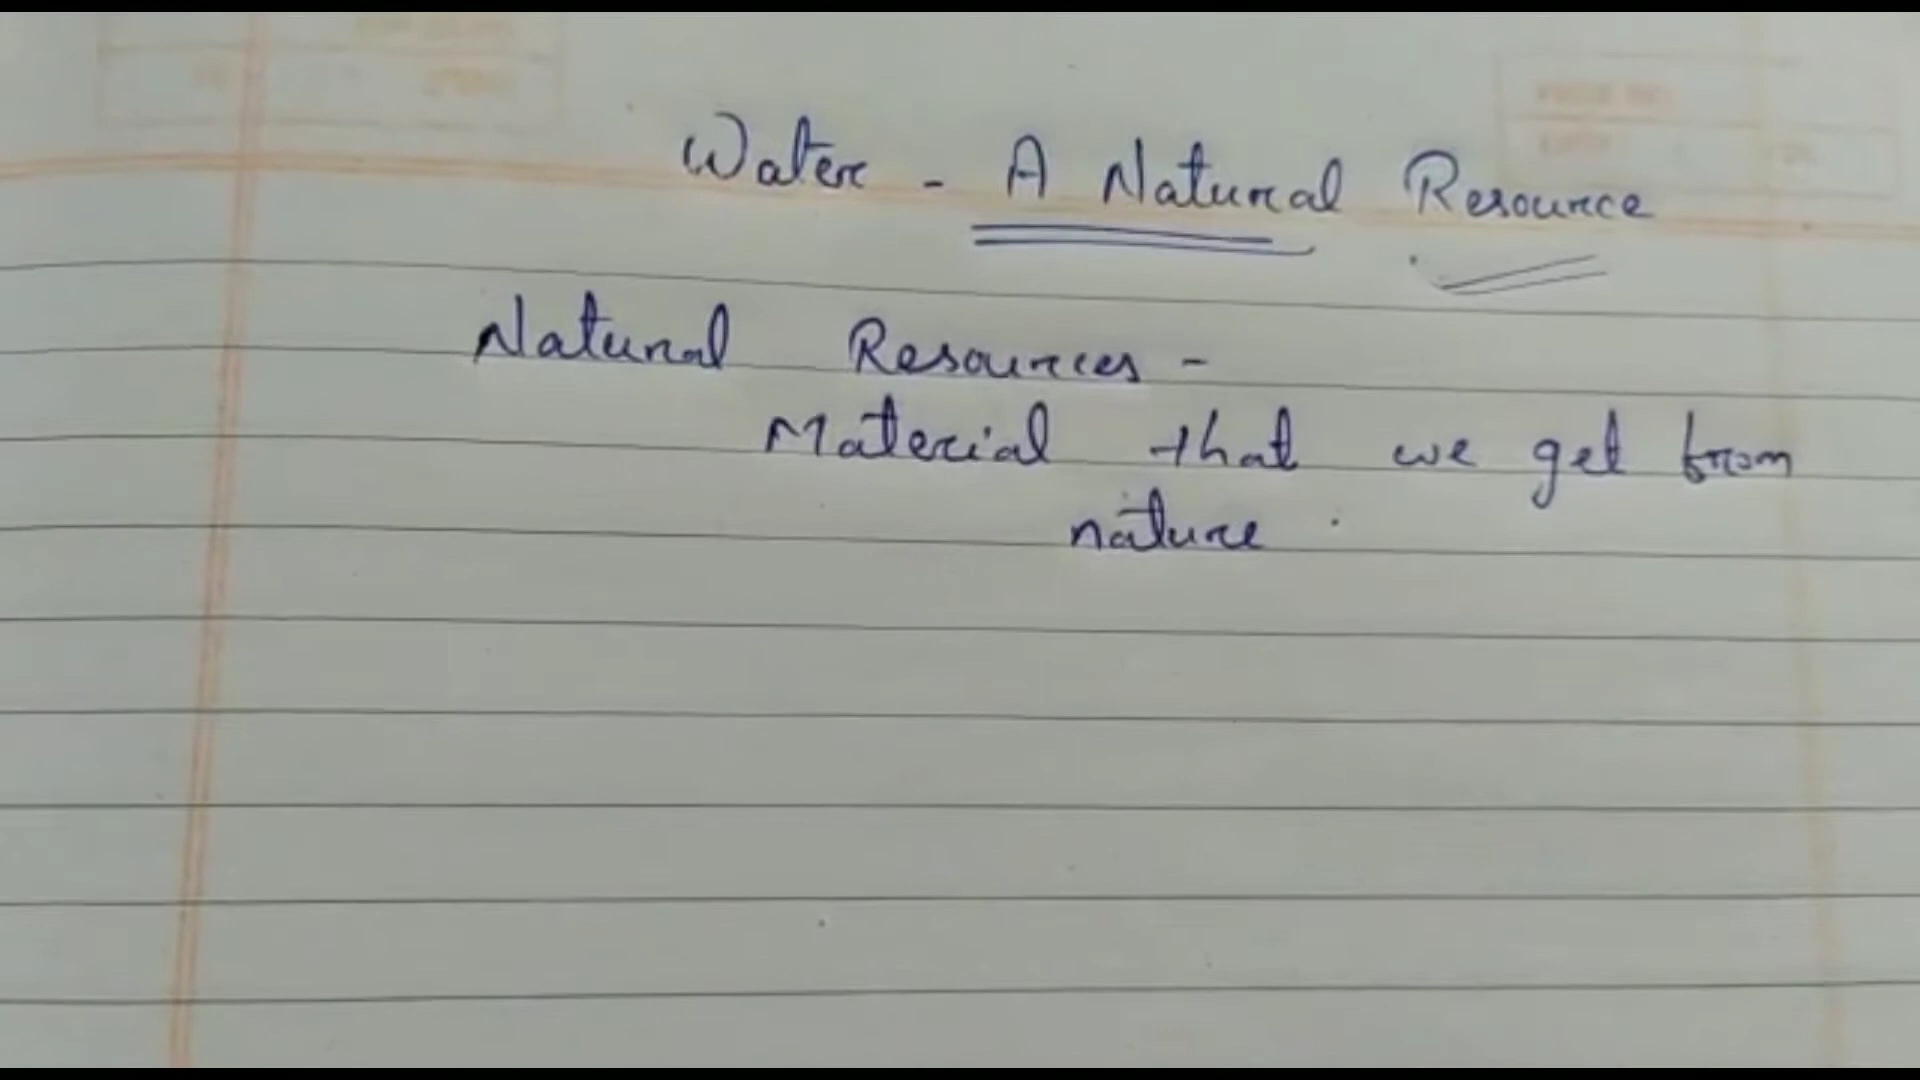 Water - A Natural Resource
Natural Resources -
Material that we get from
nature.